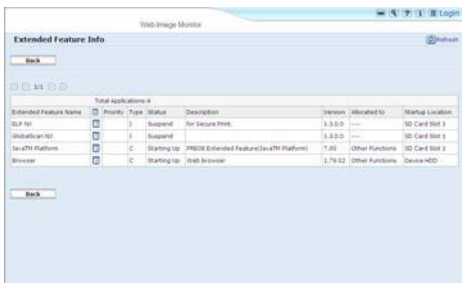 Login
Web Image Monitor
Extended Feature Info
Refresh
Back
1/1
Total Applications:4
Extended Feature Name Priority Type Status Description Version Allocated to Startup Location
ELP NX J Suspend for Secure Print. 1.3.0.0 ---- SD Card Slot 1
GlobalScan NX J Suspend 1.3.0.0 ---- SD Card Slot 1
JavaTM Platform C Starting Up Extended Feature(JavaTM Platform) 7.00 Other Functions SD Card Slot 1
Browser C Starting Up Web browser 1.79.02 Other Functions Device HDD
Back